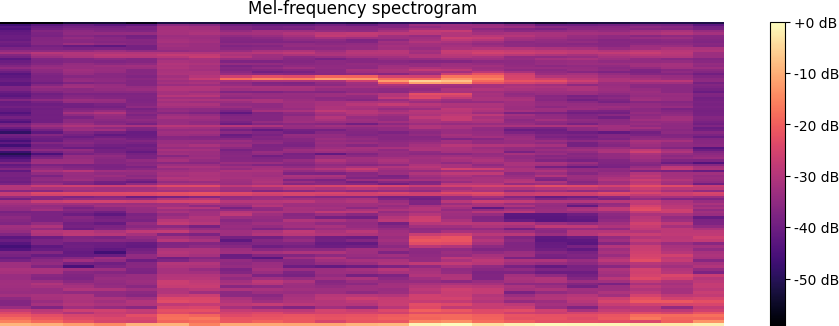 Mel-frequency spectrogram
+0 dB
-10 dB
-20 dB
-30 dB
-40 dB
-50 dB